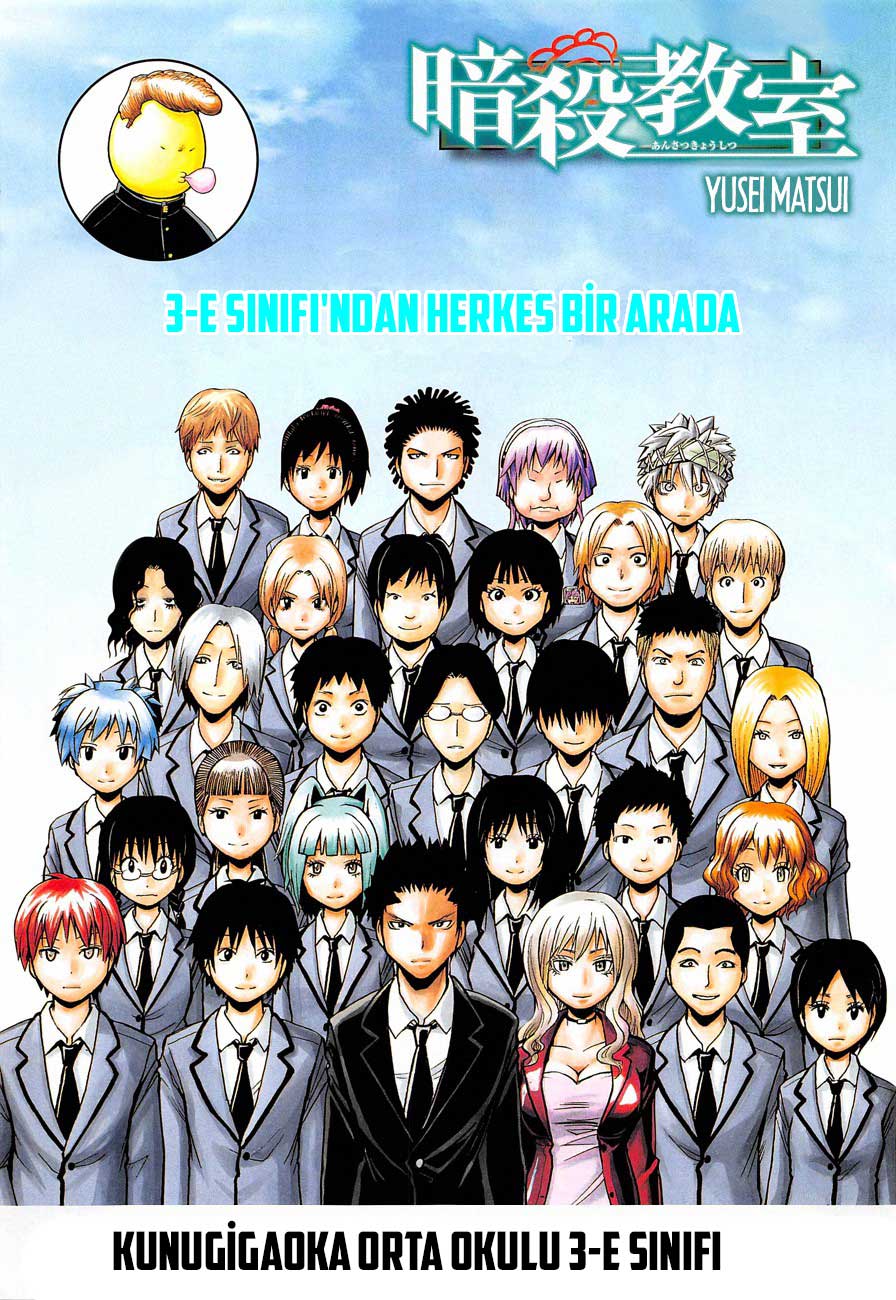 暗殺教室
あんさつきょうしつ
YUSEI MATSUI
3-E SINIFI'NDAN HERKES BİR ARADA
KUNUGİGAOKA ORTA OKULU 3-E SINIFI